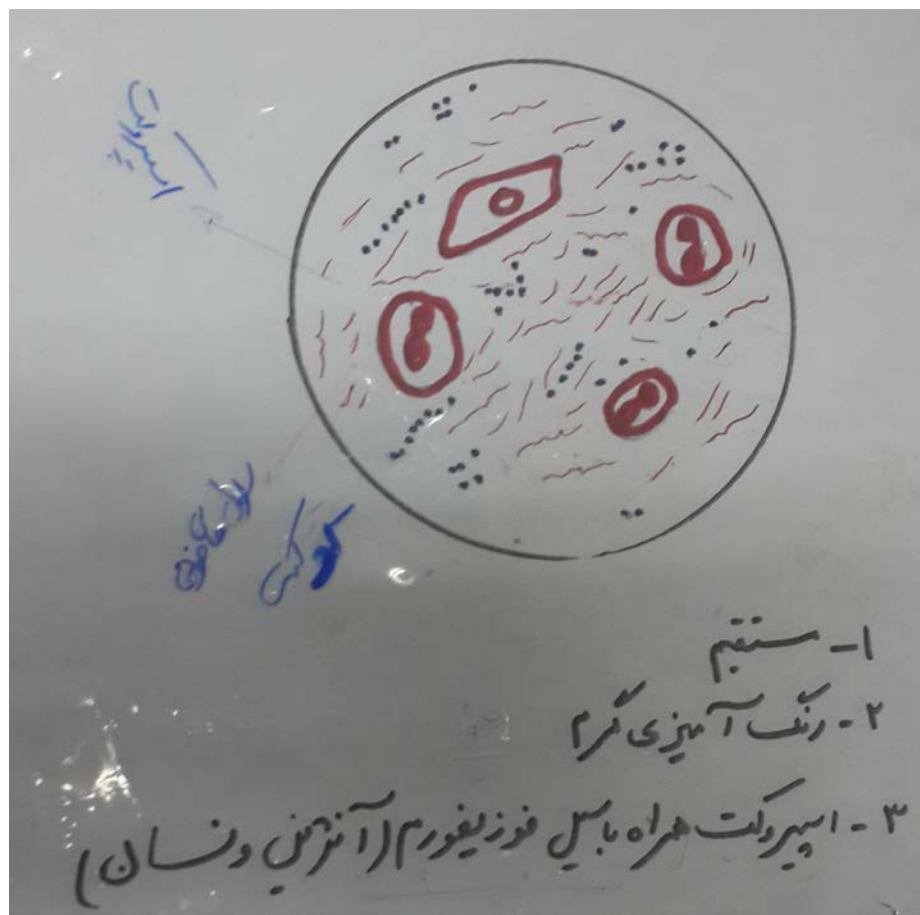 اسپیروکت
کوکسی
۱- مستقیم
۲- رنگ آمیزی گرم
۳- اسپیروکت همراه باسیل فوزیفورم (آنژین ونسان)